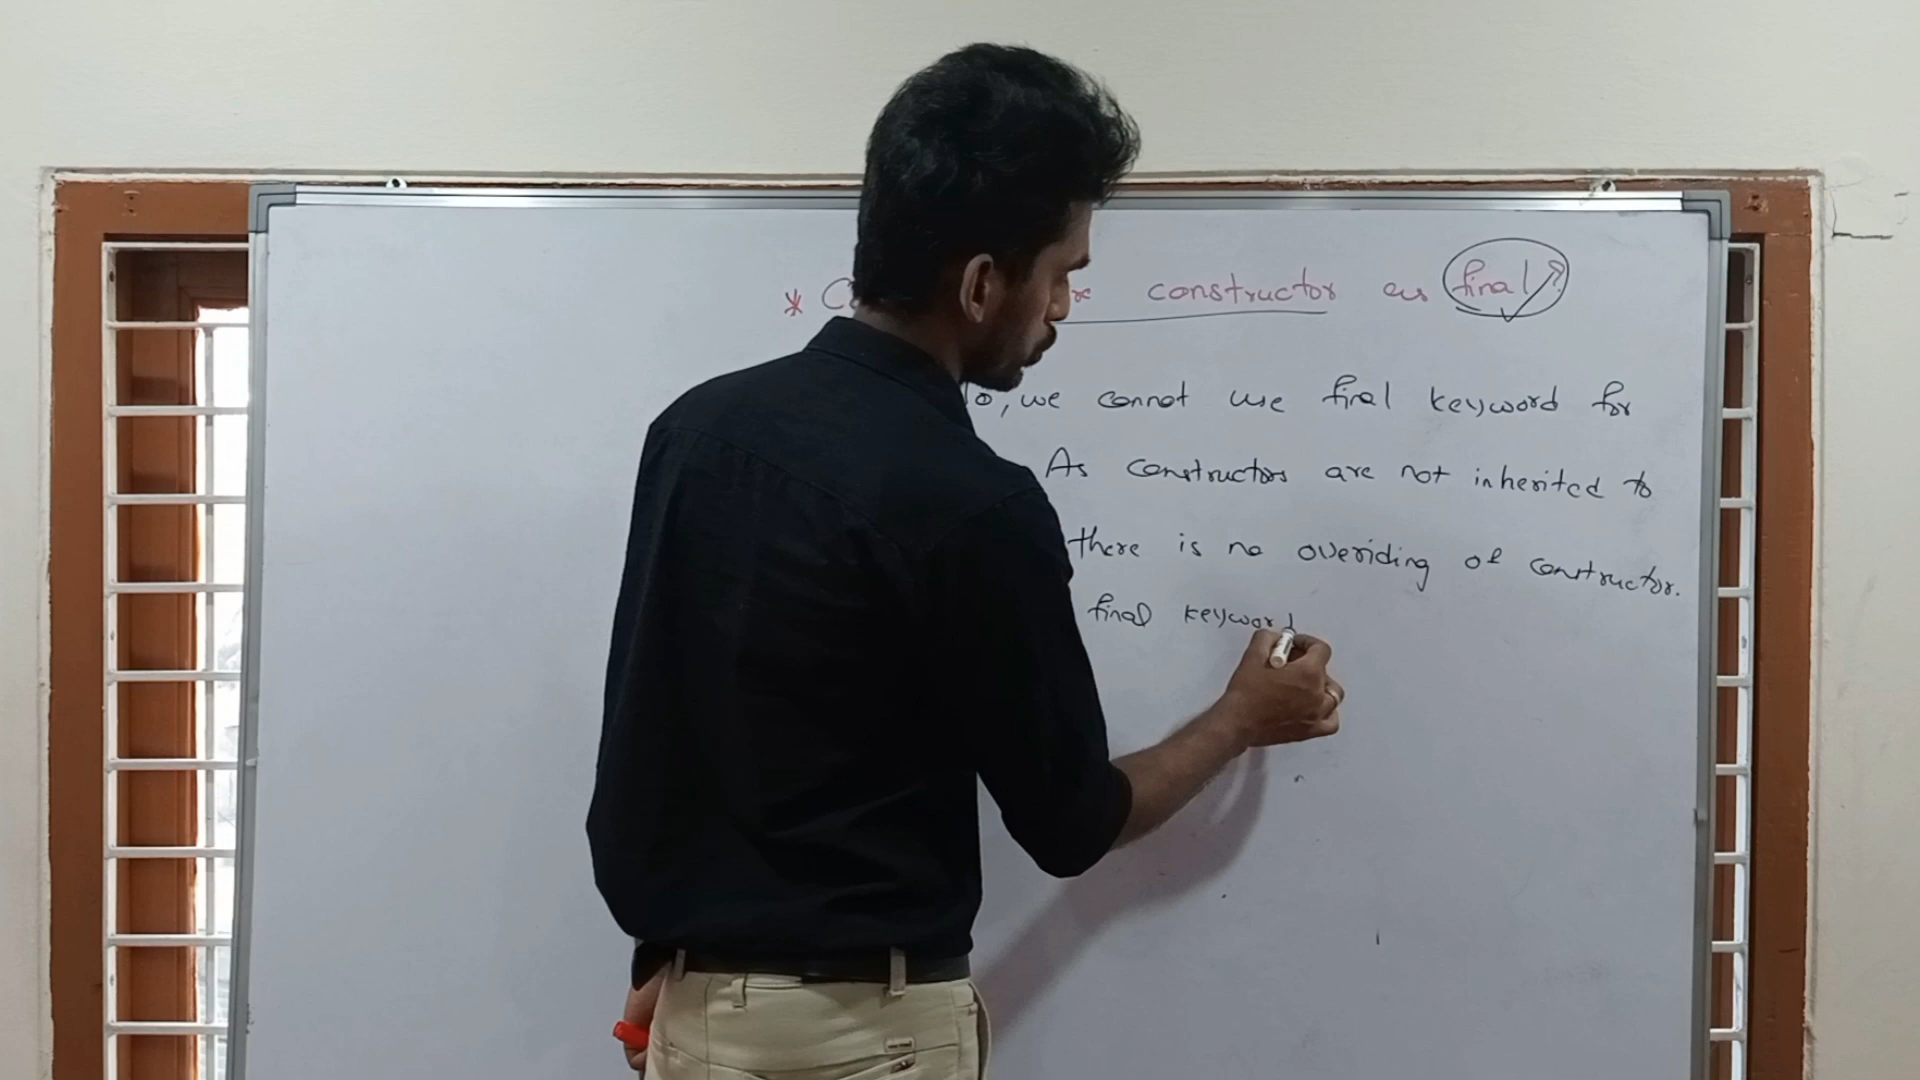 * constructor as final?
we cannot use final keyword for
As constructors are not inherited to
there is no overiding of constructor.
final keyword